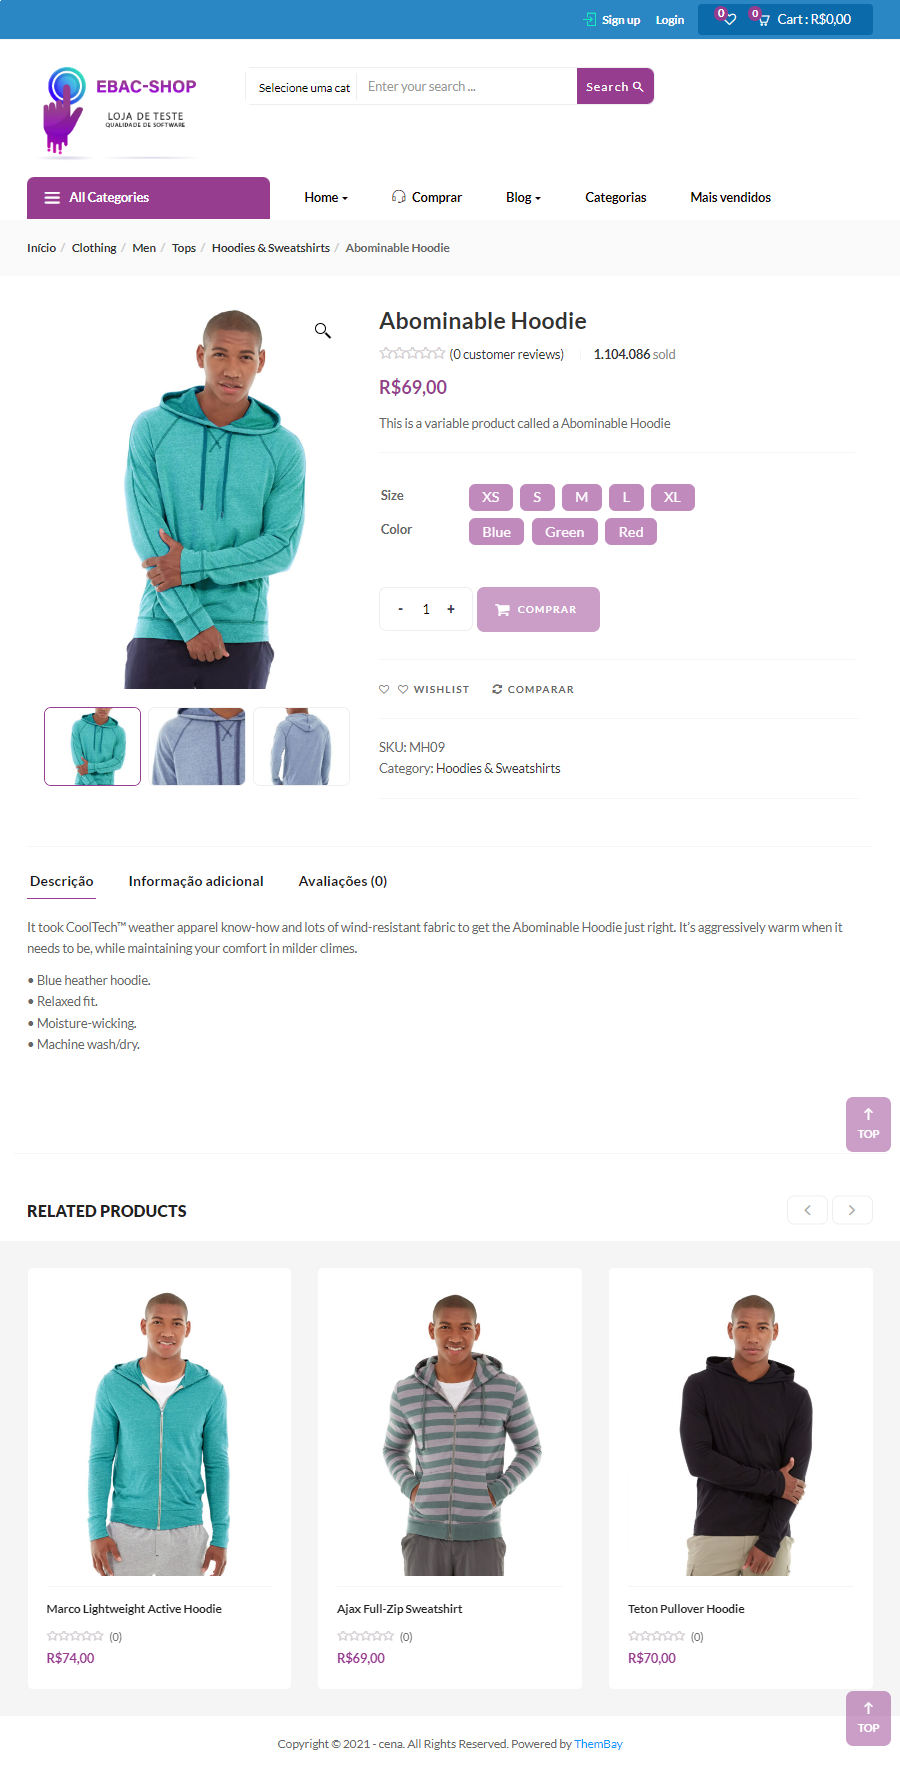 Sign up Login 0 0 Cart : R$0,00
EBAC-SHOP
LOJA DE TESTE
QUALIDADE DE SOFTWARE
Selecione uma cat Enter your search ... Search
All Categories Home Comprar Blog Categorias Mais vendidos
Início / Clothing / Men / Tops / Hoodies & Sweatshirts / Abominable Hoodie
Abominable Hoodie
(0 customer reviews) 1.104.086 sold
R$69,00
This is a variable product called a Abominable Hoodie
Size XS S M L XL
Color Blue Green Red
- 1 + COMPRAR
WISHLIST COMPARAR
SKU: MH09
Category: Hoodies & Sweatshirts
Descrição Informação adicional Avaliações (0)
It took CoolTech™ weather apparel know-how and lots of wind-resistant fabric to get the Abominable Hoodie just right. It's aggressively warm when it
needs to be, while maintaining your comfort in milder climes.
• Blue heather hoodie.
• Relaxed fit.
• Moisture-wicking.
• Machine wash/dry.
TOP
RELATED PRODUCTS
Marco Lightweight Active Hoodie
(0)
R$74,00
Ajax Full-Zip Sweatshirt
(0)
R$69,00
Teton Pullover Hoodie
(0)
R$70,00
TOP
Copyright © 2021 - cena. All Rights Reserved. Powered by ThemBay